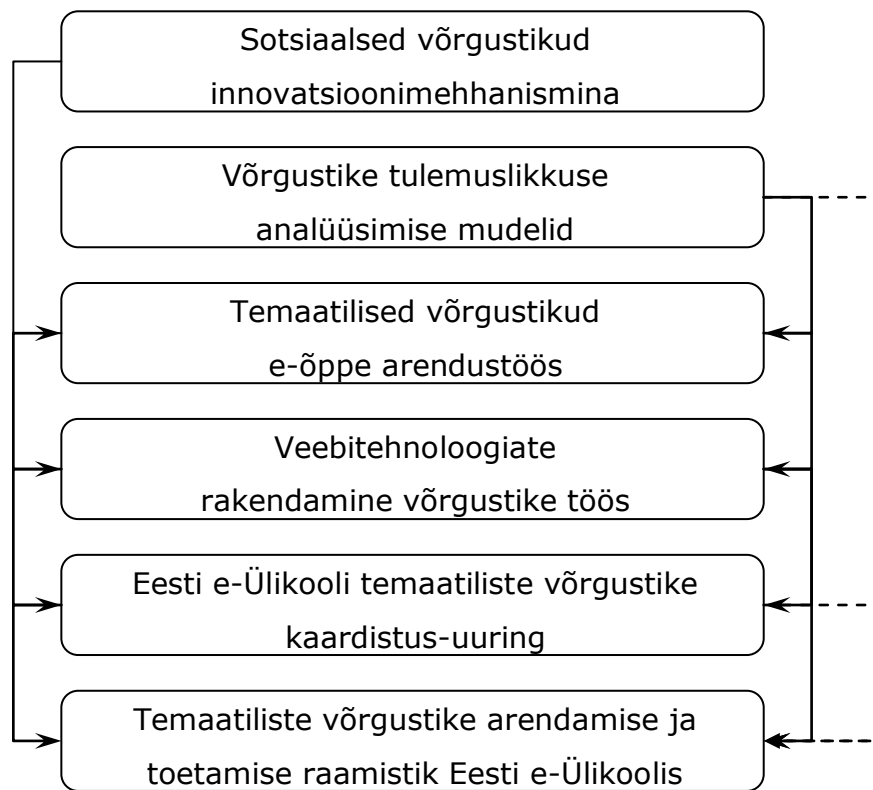 Sotsiaalsed võrgustikud
innovatsioonimehhanismina
Võrgustike tulemuslikkuse
analüüsimise mudelid
Temaatilised võrgustikud
e-õppe arendustöös
Veebitehnoloogiate
rakendamine võrgustike töös
Eesti e-Ülikooli temaatiliste võrgustike
kaardistus-uuring
Temaatiliste võrgustike arendamise ja
toetamise raamistik Eesti e-Ülikoolis